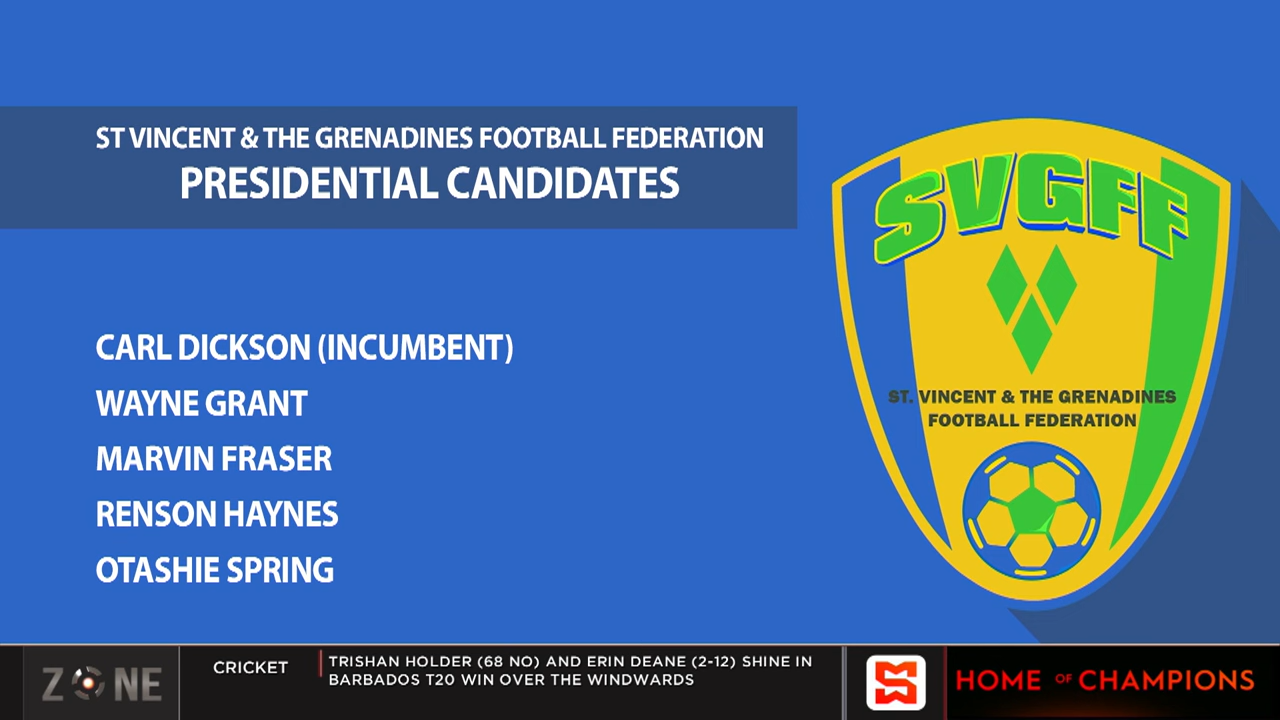 ST VINCENT & THE GRENADINES FOOTBALL FEDERATION
PRESIDENTIAL CANDIDATES
CARL DICKSON (INCUMBENT)
WAYNE GRANT
MARVIN FRASER
RENSON HAYNES
OTASHIE SPRING
SVGFF
ST. VINCENT & THE GRENADINES
FOOTBALL FEDERATION
ZONE
CRICKET
TRISHAN HOLDER (68 NO) AND ERIN DEANE (2-12) SHINE IN
BARBADOS T20 WIN OVER THE WINDWARDS
HOME OF CHAMPIONS